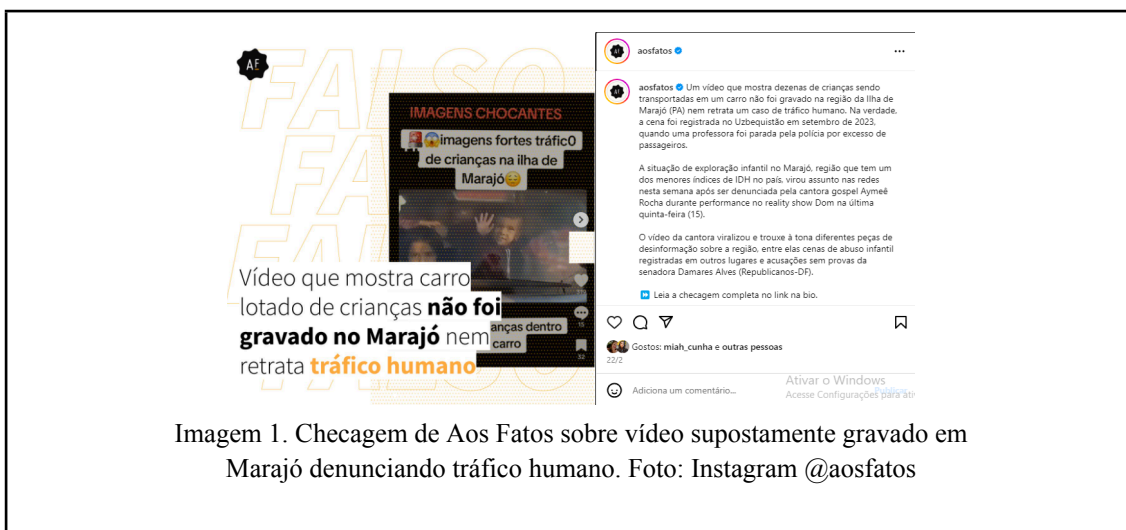 FALSO
FALSO
FALSO
AF
IMAGENS CHOCANTES
imagens fortes tráfic0
de crianças na ilha de
Marajó
anças dentro
carro
15
32
Vídeo que mostra carro
lotado de crianças não foi
gravado no Marajó nem
retrata tráfico humano
aosfatos
aosfatos Um vídeo que mostra dezenas de crianças sendo
transportadas em um carro não foi gravado na região da Ilha de
Marajó (PA) nem retrata um caso de tráfico humano. Na verdade,
a cena foi registrada no Uzbequistão em setembro de 2023,
quando uma professora foi parada pela polícia por excesso de
passageiros.
A situação de exploração infantil no Marajó, região que tem um
dos menores índices de IDH no país, virou assunto nas redes
nesta semana após ser denunciada pela cantora gospel Aymeê
Rocha durante performance no reality show Dom na última
quinta-feira (15).
O vídeo da cantora viralizou e trouxe à tona diferentes peças de
desinformação sobre a região, entre elas cenas de abuso infantil
registradas em outros lugares e acusações sem provas da
senadora Damares Alves (Republicanos-DF).
Leia a checagem completa no link na bio.
Gostos: miah_cunha e outras pessoas
22/2
Adiciona um comentário...
Publicar
Ativar o Windows
Acesse Configurações para ati
Imagem 1. Checagem de Aos Fatos sobre vídeo supostamente gravado em
Marajó denunciando tráfico humano. Foto: Instagram @aosfatos